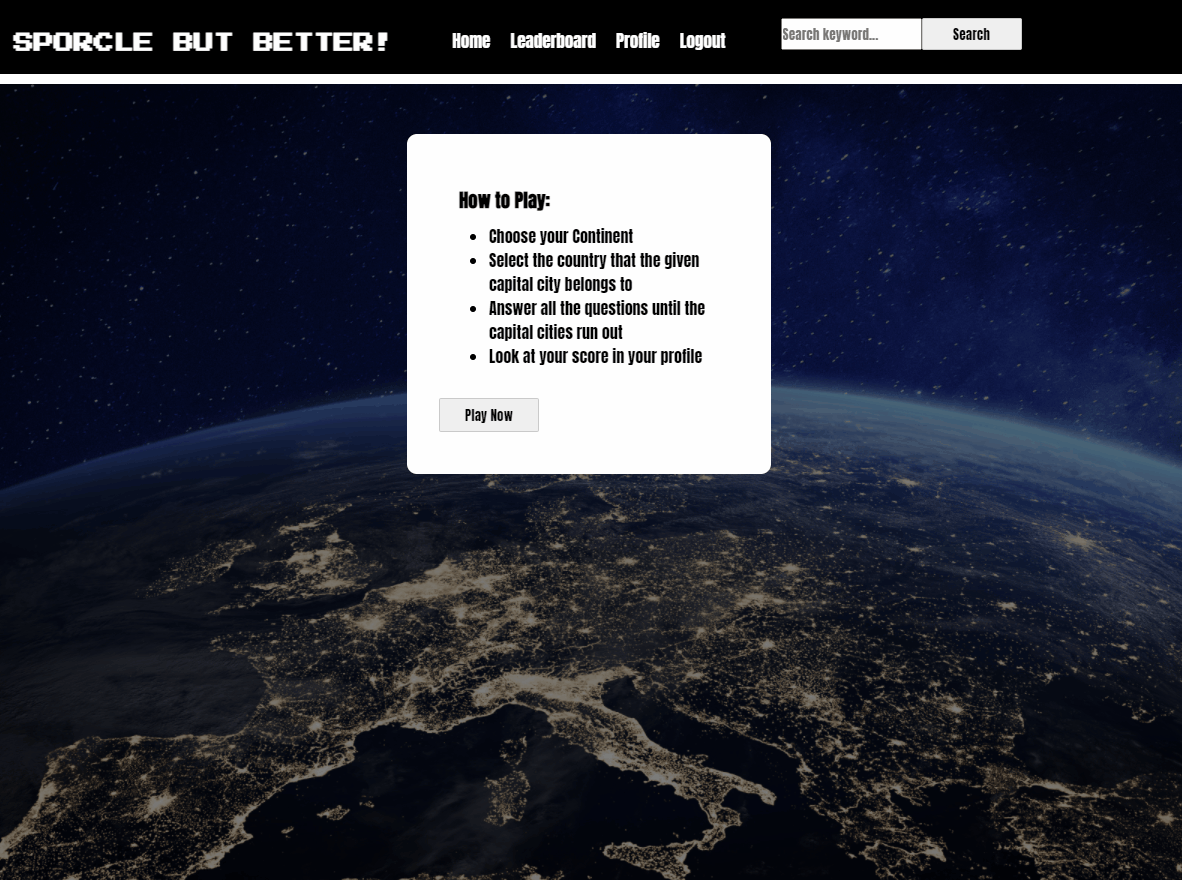 SPORCLE BUT BETTER!
Home Leaderboard Profile Logout
Search keyword... Search
How to Play:
Choose your Continent
Select the country that the given
capital city belongs to
Answer all the questions until the
capital cities run out
Look at your score in your profile
Play Now